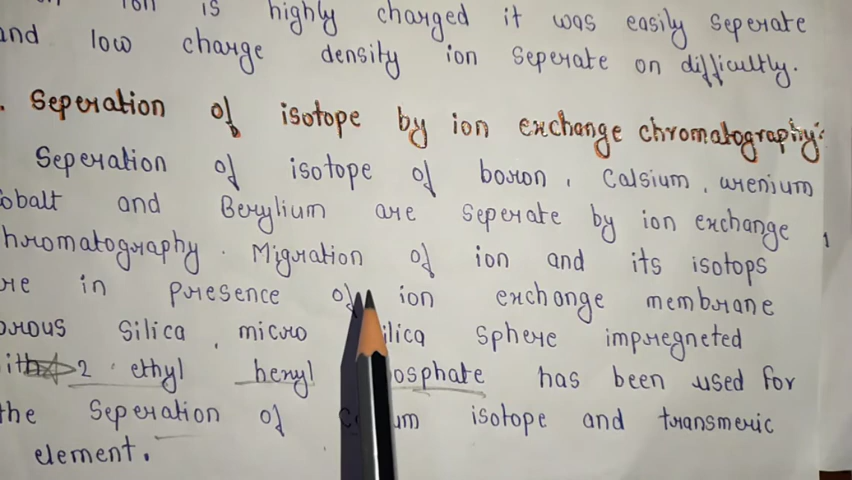 ion is highly charged it was easily seperate
and low charge density ion seperate on difficultly.
. Seperation of isotope by ion exchange chromatography:
Seperation of isotope of boron, Calsium, urenium
obalt and Berylium are seperate by ion exchange
hromatography. Migration of ion and its isotops
re in presence of ion exchonge membrane
orous silica, micro ilica sphere impregneted
ith 2. ethyl hexyl osphate has been used for
the seperation of um isotope and transmeric
element.